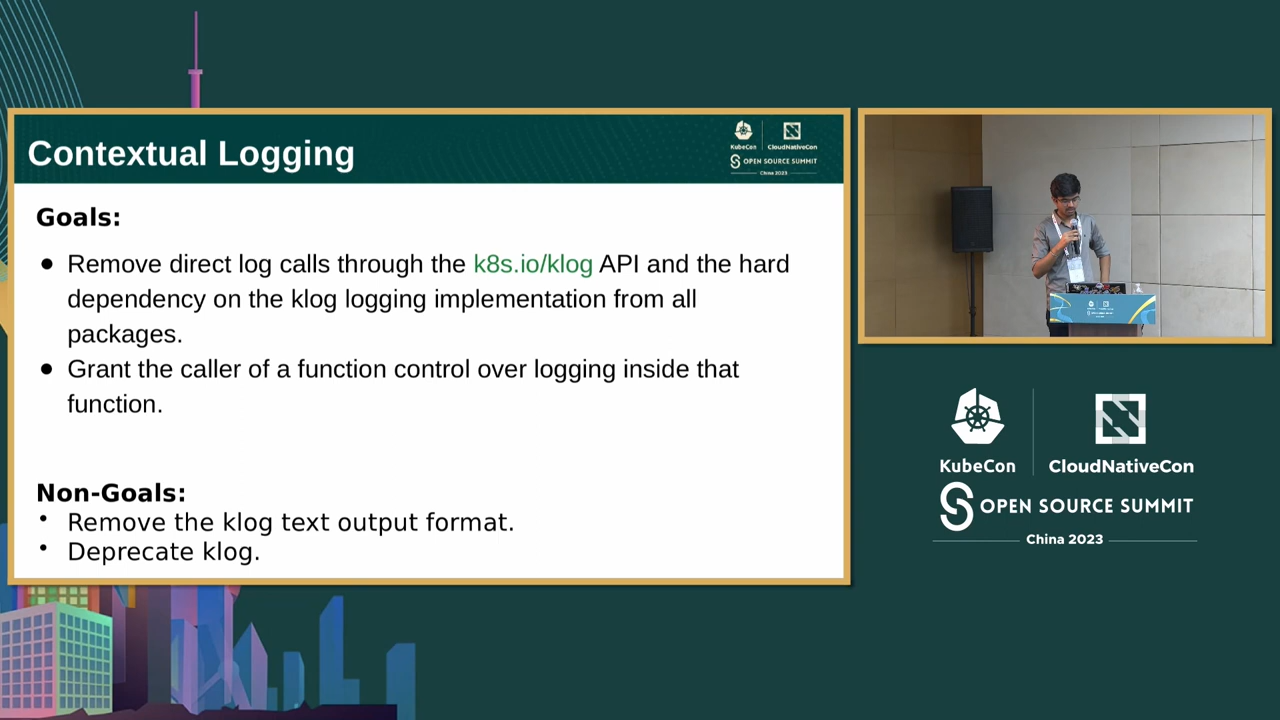 Contextual Logging
KubeCon
CloudNativeCon
OPEN SOURCE SUMMIT
China 2023
Goals:
● Remove direct log calls through the k8s.io/klog API and the hard
dependency on the klog logging implementation from all
packages.
● Grant the caller of a function control over logging inside that
function.
Non-Goals:
• Remove the klog text output format.
• Deprecate klog.
KubeCon
CloudNativeCon
OPEN SOURCE SUMMIT
China 2023